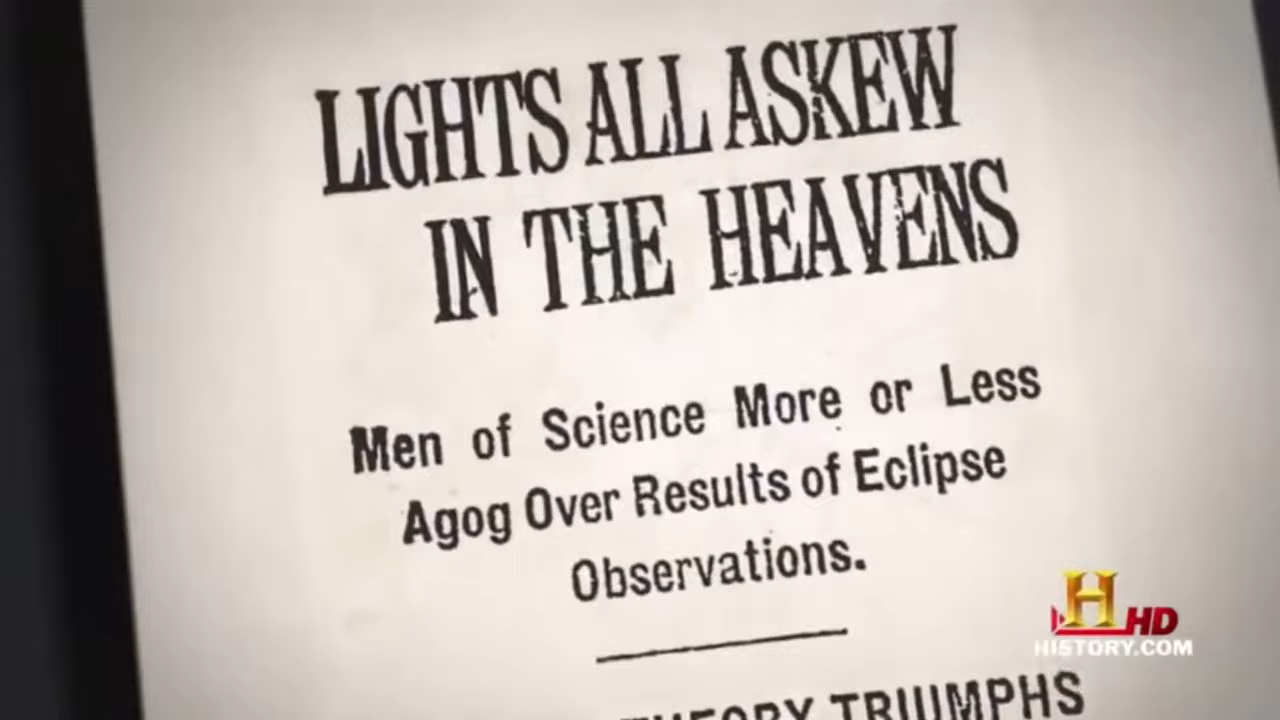 LIGHTS ALL ASKEW
IN THE HEAVENS
Men of Science More or Less
Agog Over Results of Eclipse
Observations.
THEORY TRIUMPHS
H HD
HISTORY.COM